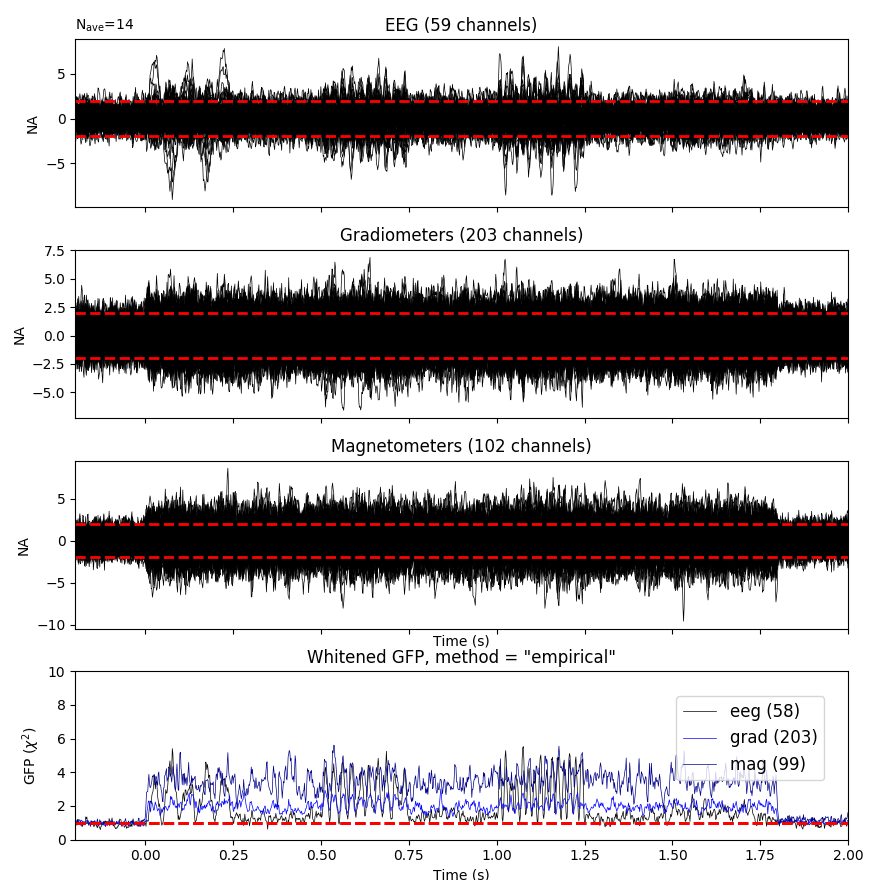 Nave=14
EEG (59 channels)
5
0
−5
NA
Gradiometers (203 channels)
7.5
5.0
2.5
0.0
−2.5
−5.0
NA
Magnetometers (102 channels)
5
0
−5
−10
NA
Time (s)
Whitened GFP, method = "empirical"
10
8
6
4
2
0
GFP (χ²)
eeg (58)
grad (203)
mag (99)
0.00 0.25 0.50 0.75 1.00 1.25 1.50 1.75 2.00
Time (s)